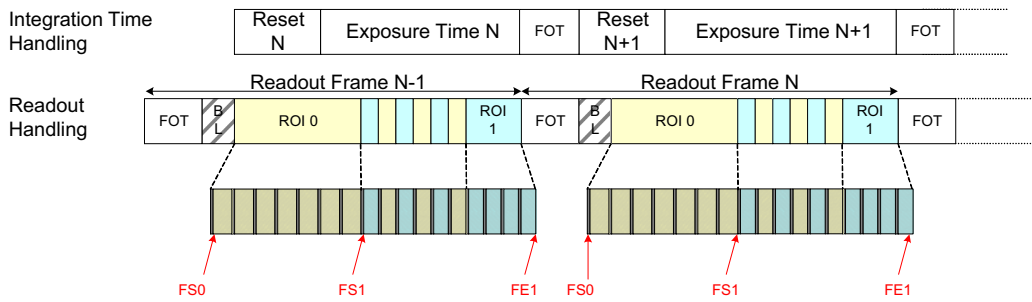 Integration Time
Handling
Reset
N
Exposure Time N
FOT
Reset
N+1
Exposure Time N+1
FOT
Readout Frame N-1
Readout Frame N
Readout
Handling
FOT
B
L
ROI 0
ROI
1
FOT
B
L
ROI 0
ROI
1
FOT
FS0
FS1
FE1
FS0
FS1
FE1